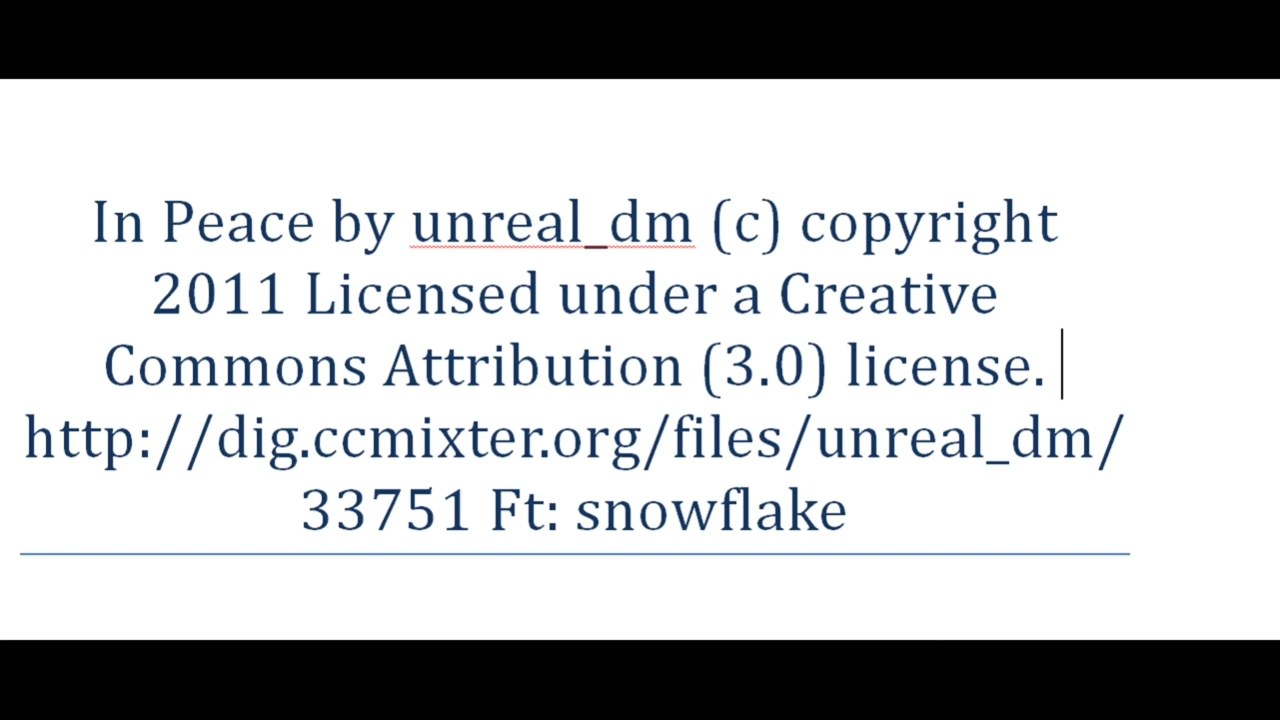 In Peace by unreal_dm (c) copyright
2011 Licensed under a Creative
Commons Attribution (3.0) license.
http://dig.ccmixter.org/files/unreal_dm/
33751 Ft: snowflake